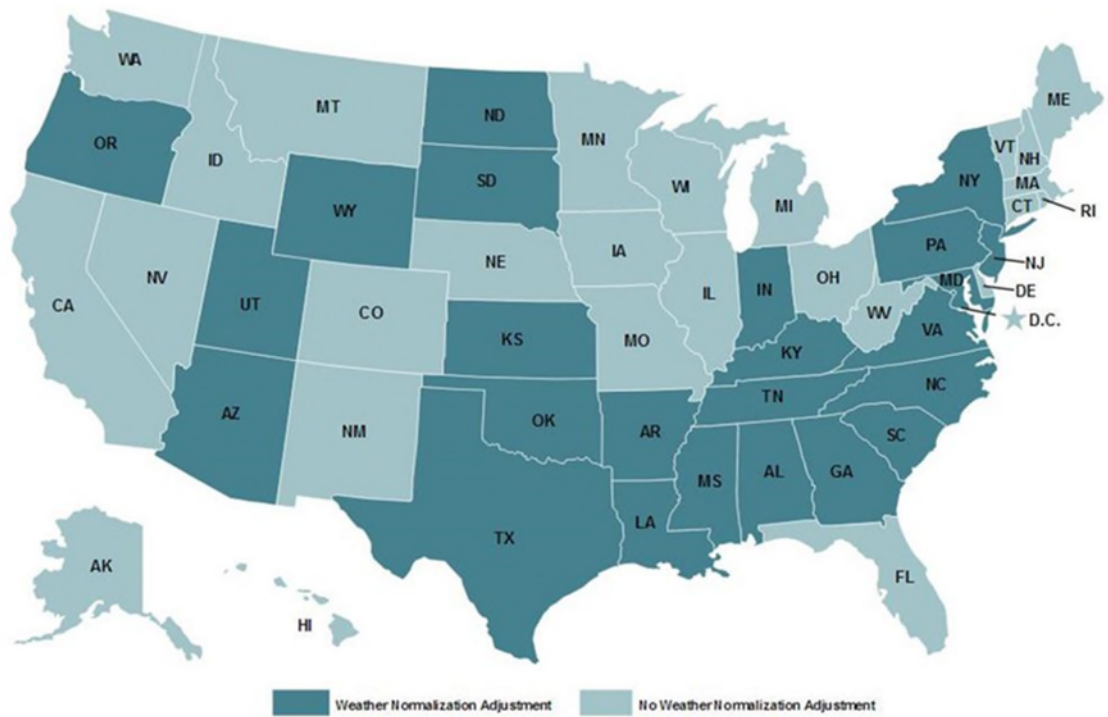 WA
MT
ND
MN
ME
OR
ID
SD
WI
VT
NH
NY
MA
WY
MI
CT
RI
NE
IA
PA
NV
OH
NJ
CA
UT
CO
IL
IN
MD
DE
WV
D.C.
KS
MO
VA
KY
AZ
NM
OK
TN
NC
AR
SC
MS
AL
GA
TX
LA
AK
FL
HI
Weather Normalization Adjustment
No Weather Normalization Adjustment